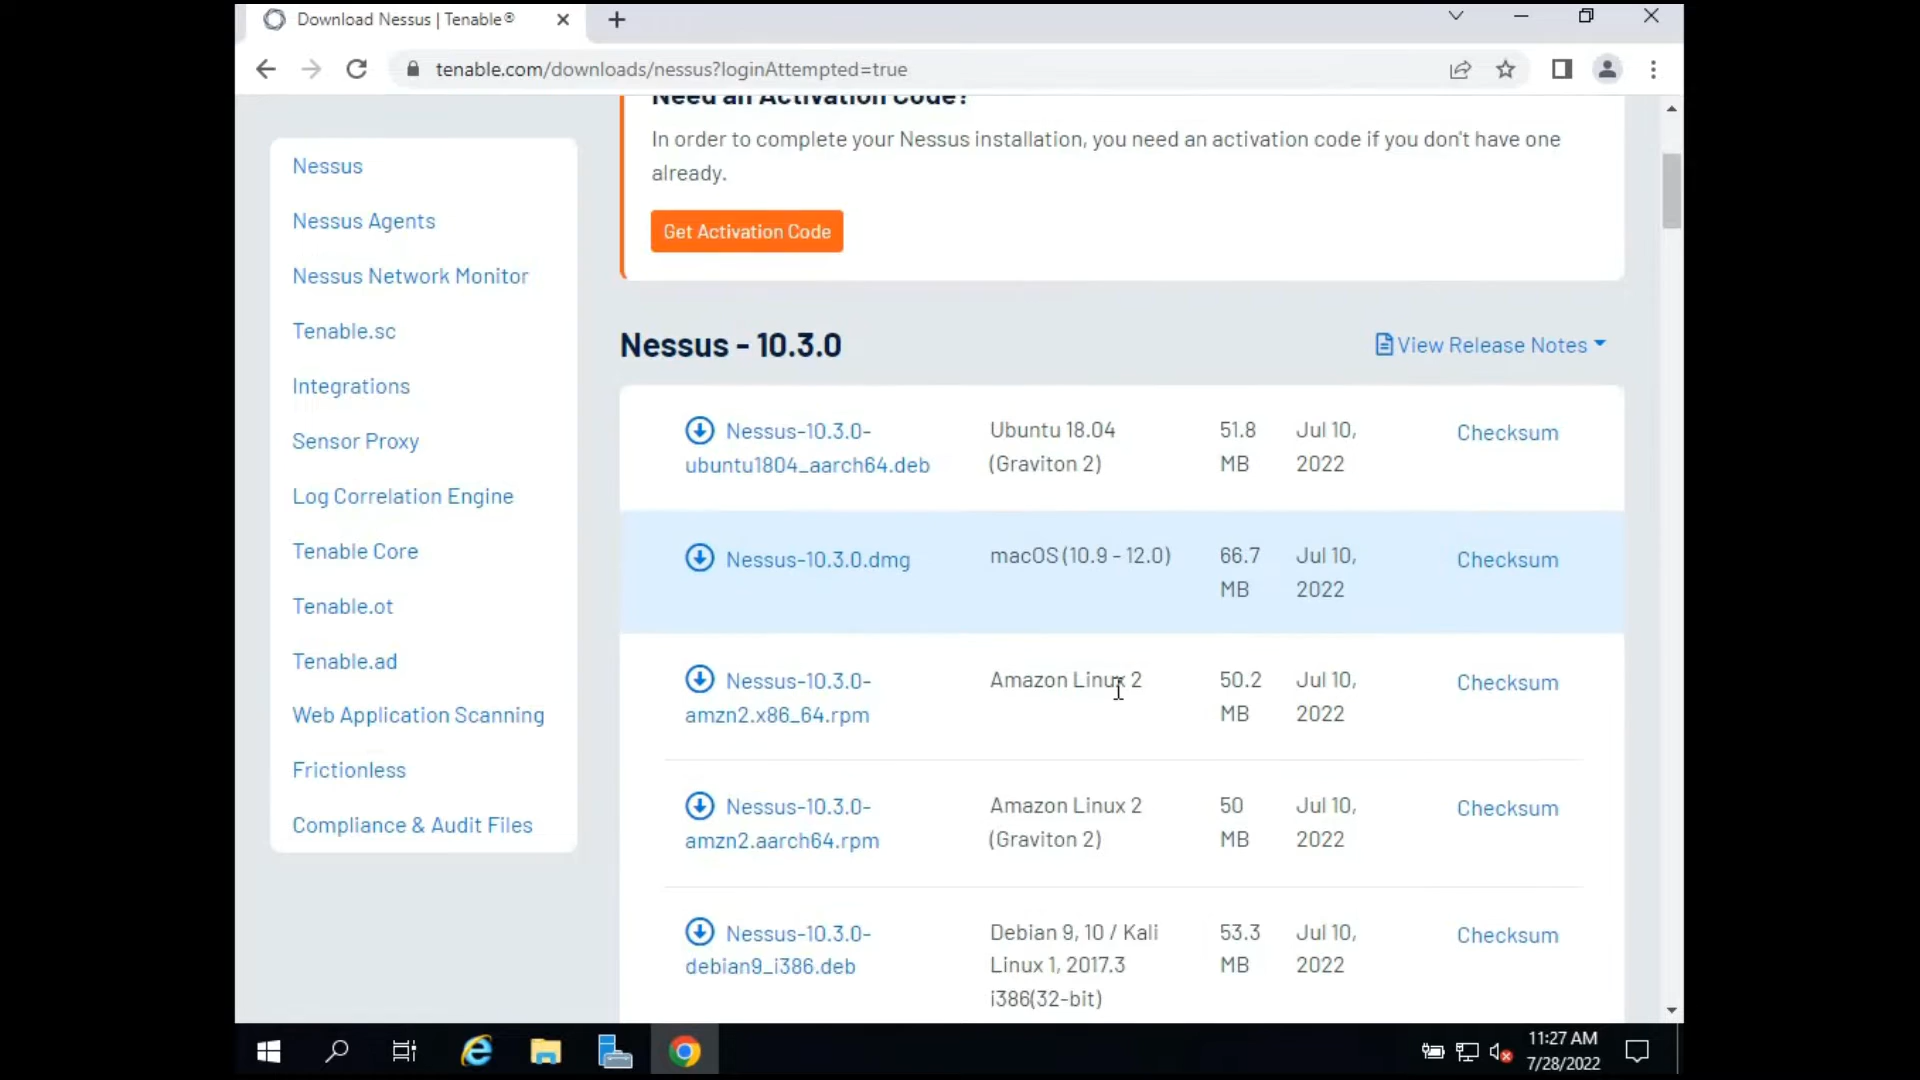 Download Nessus | Tenable®
tenable.com/downloads/nessus?loginAttempted=true
Need an Activation Code?
In order to complete your Nessus installation, you need an activation code if you don't have one
already.
Get Activation Code
Nessus
Nessus Agents
Nessus Network Monitor
Tenable.sc
Integrations
Sensor Proxy
Log Correlation Engine
Tenable Core
Tenable.ot
Tenable.ad
Web Application Scanning
Frictionless
Compliance & Audit Files
Nessus - 10.3.0
View Release Notes
Nessus-10.3.0- Ubuntu 18.04 51.8 Jul 10, Checksum
ubuntu1804_aarch64.deb (Graviton 2) MB 2022
Nessus-10.3.0.dmg macOS (10.9 - 12.0) 66.7 Jul 10, Checksum
MB 2022
Nessus-10.3.0- Amazon Linux 2 50.2 Jul 10, Checksum
amzn2.x86_64.rpm MB 2022
Nessus-10.3.0- Amazon Linux 2 50 Jul 10, Checksum
amzn2.aarch64.rpm (Graviton 2) MB 2022
Nessus-10.3.0- Debian 9, 10 / Kali 53.3 Jul 10, Checksum
debian9_i386.deb Linux 1, 2017.3 MB 2022
i386(32-bit)
11:27 AM
7/28/2022